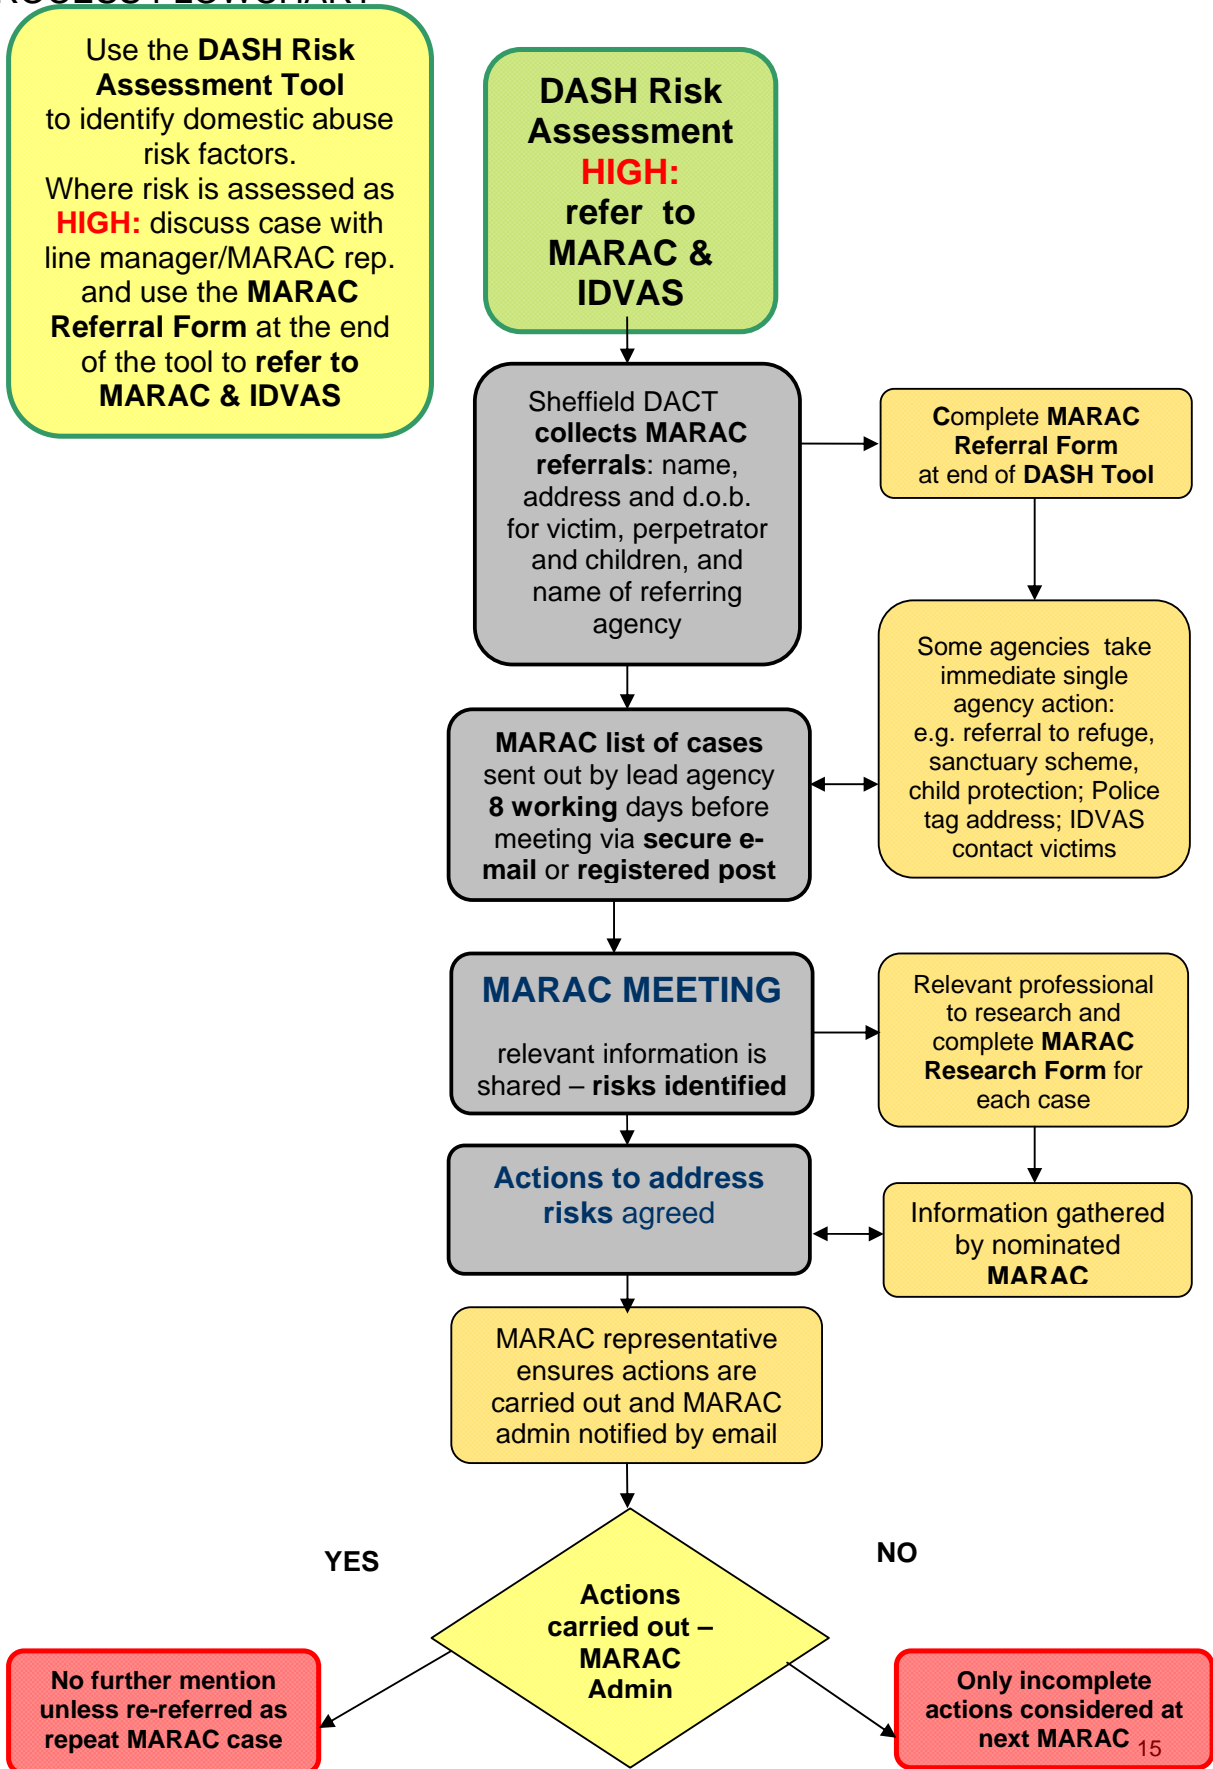 ROCESS FLOWCHART
Use the DASH Risk
Assessment Tool
to identify domestic abuse
risk factors.
Where risk is assessed as
HIGH: discuss case with
line manager/MARAC rep.
and use the MARAC
Referral Form at the end
of the tool to refer to
MARAC & IDVAS
DASH Risk
Assessment
HIGH:
refer to
MARAC &
IDVAS
Sheffield DACT
collects MARAC
referrals: name,
address and d.o.b.
for victim, perpetrator
and children, and
name of referring
agency
Complete MARAC
Referral Form
at end of DASH Tool
Some agencies take
immediate single
agency action:
e.g. referral to refuge,
sanctuary scheme,
child protection; Police
tag address; IDVAS
contact victims
MARAC list of cases
sent out by lead agency
8 working days before
meeting via secure e-
mail or registered post
MARAC MEETING
relevant information is
shared – risks identified
Relevant professional
to research and
complete MARAC
Research Form for
each case
Actions to address
risks agreed
Information gathered
by nominated
MARAC
MARAC representative
ensures actions are
carried out and MARAC
admin notified by email
YES
NO
Actions
carried out –
MARAC
Admin
No further mention
unless re-referred as
repeat MARAC case
Only incomplete
actions considered at
next MARAC
15